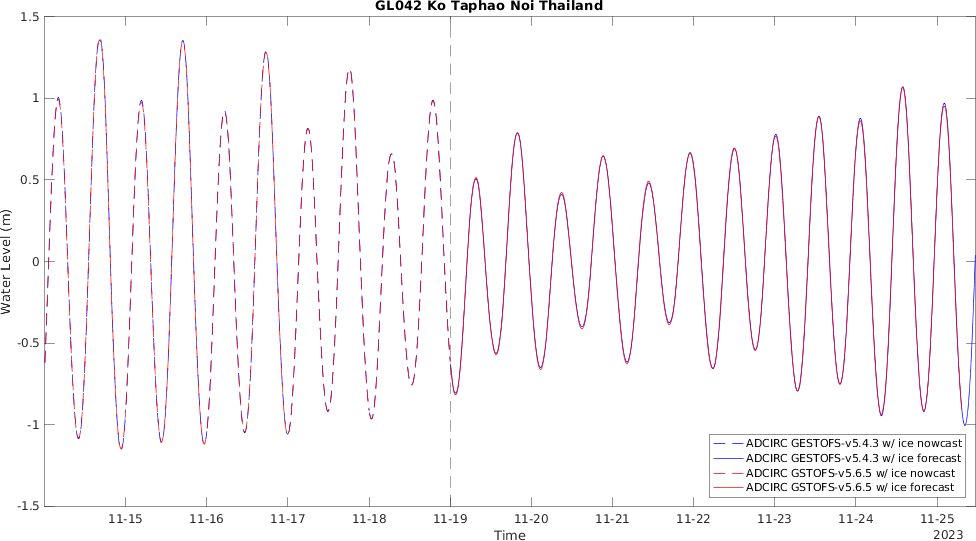 GL042 Ko Taphao Noi Thailand
1.5
1
0.5
0
-0.5
-1
-1.5
Water Level (m)
11-15 11-16 11-17 11-18 11-19 11-20 11-21 11-22 11-23 11-24 11-25
2023
Time
ADCIRC GESTOFS-v5.4.3 w/ ice nowcast
ADCIRC GESTOFS-v5.4.3 w/ ice forecast
ADCIRC GSTOFS-v5.6.5 w/ ice nowcast
ADCIRC GSTOFS-v5.6.5 w/ ice forecast